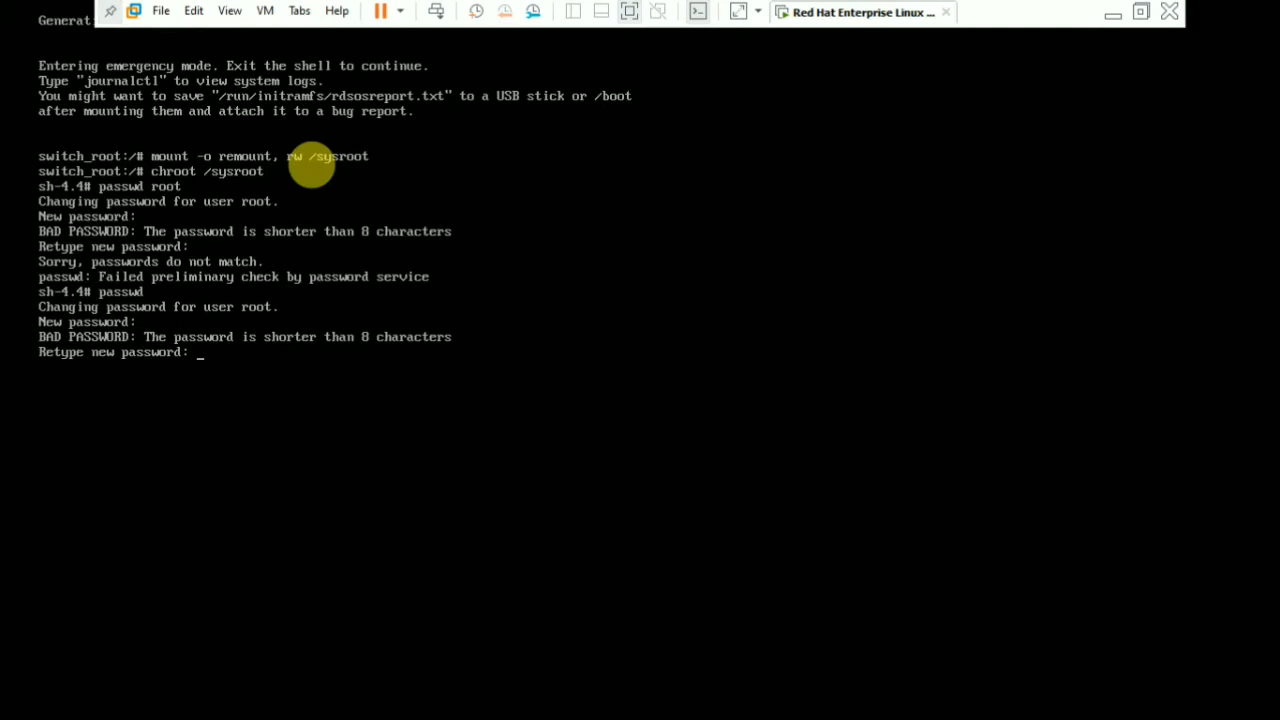 File Edit View VM Tabs Help
Red Hat Enterprise Linux ...
Generat
Entering emergency mode. Exit the shell to continue.
Type "journalctl" to view system logs.
You might want to save "/run/initramfs/rdsosreport.txt" to a USB stick or /boot
after mounting them and attach it to a bug report.
switch_root:/# mount -o remount, rw /sysroot
switch_root:/# chroot /sysroot
sh-4.4# passwd root
Changing password for user root.
New password:
BAD PASSWORD: The password is shorter than 8 characters
Retype new password:
Sorry, passwords do not match.
passwd: Failed preliminary check by password service
sh-4.4# passwd
Changing password for user root.
New password:
BAD PASSWORD: The password is shorter than 8 characters
Retype new password: _